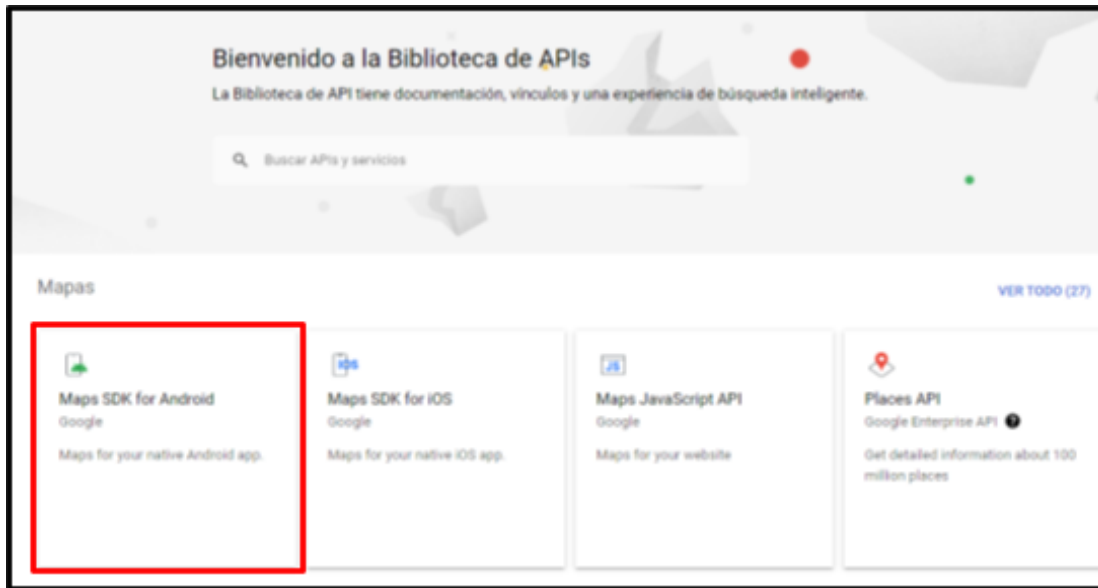 Bienvenido a la Biblioteca de APIs
La Biblioteca de API tiene documentación, vínculos y una experiencia de búsqueda inteligente.
Buscar APIs y servicios
Mapas
VER TODO (27)
iOS
JS
Maps SDK for Android
Google
Maps for your native Android app.
Maps SDK for iOS
Google
Maps for your native iOS app.
Maps JavaScript API
Google
Maps for your website
Places API
Google Enterprise API ?
Get detailed information about 100
million places